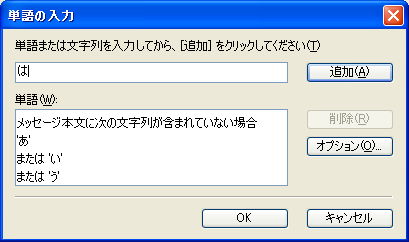 単語の入力
単語または文字列を入力してから、[追加] をクリックしてください(T)
は
追加(A)
単語(W):
メッセージ本文に次の文字列が含まれていない場合
'あ'
または 'い'
または 'う'
削除(R)
オプション(O)...
OK
キャンセル